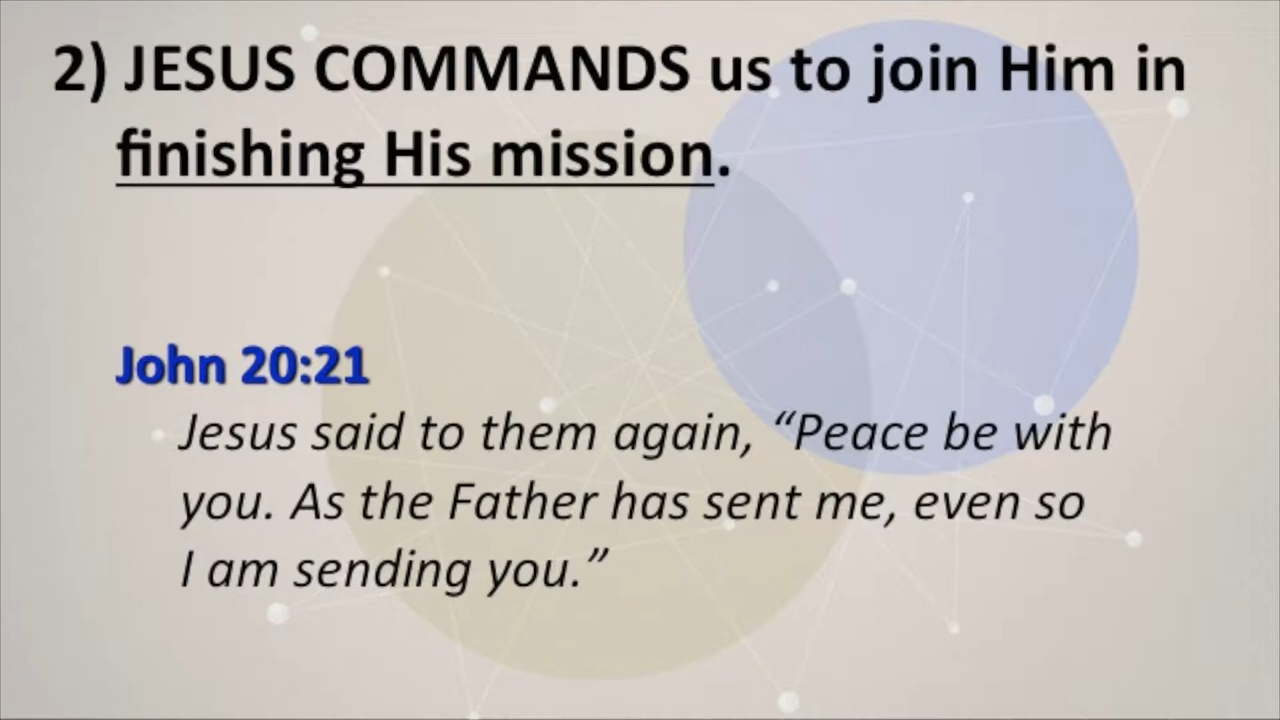 2) JESUS COMMANDS us to join Him in
finishing His mission.
John 20:21
Jesus said to them again, “Peace be with
you. As the Father has sent me, even so
I am sending you.”